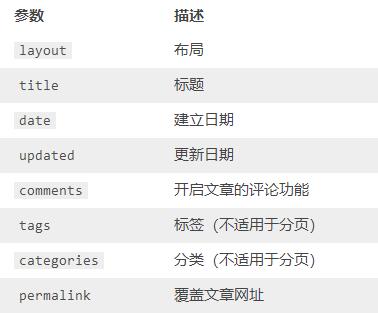 参数 描述
layout 布局
title 标题
date 建立日期
updated 更新日期
comments 开启文章的评论功能
tags 标签（不适用于分页）
categories 分类（不适用于分页）
permalink 覆盖文章网址